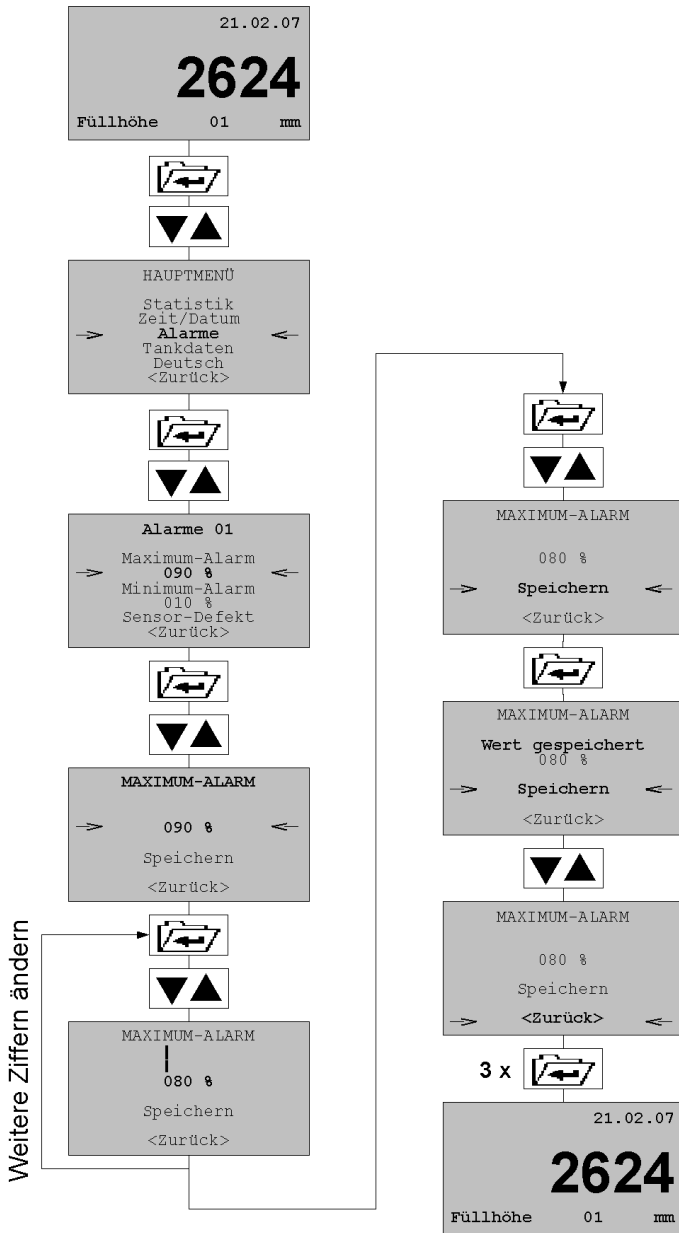 21.02.07
2624
Füllhöhe 01 mm
HAUPTMENÜ
Statistik
Zeit/Datum
Alarme
Tankdaten
Deutsch
<Zurück>
Alarme 01
Maximum-Alarm
090 %
Minimum-Alarm
010 %
Sensor-Defekt
<Zurück>
MAXIMUM-ALARM
090 %
Speichern
<Zurück>
Weitere Ziffern ändern
MAXIMUM-ALARM
080 %
Speichern
<Zurück>
MAXIMUM-ALARM
080 %
Speichern
<Zurück>
MAXIMUM-ALARM
Wert gespeichert
080 %
Speichern
<Zurück>
MAXIMUM-ALARM
080 %
Speichern
<Zurück>
3 x
21.02.07
2624
Füllhöhe 01 mm